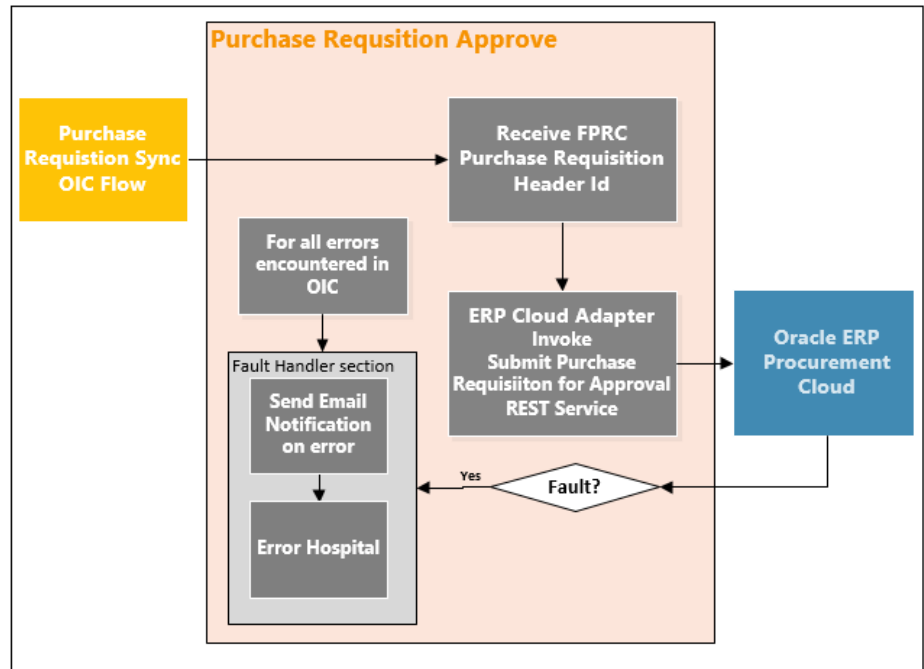 Purchase Requsition Approve
Purchase
Requistion Sync
OIC Flow
Receive FPRC
Purchase Requisition
Header Id
For all errors
encountered in
OIC
ERP Cloud Adapter
Invoke
Submit Purchase
Requisiiton for Approval
REST Service
Oracle ERP
Procurement
Cloud
Fault Handler section
Send Email
Notification
on error
Yes
Fault?
Error Hospital